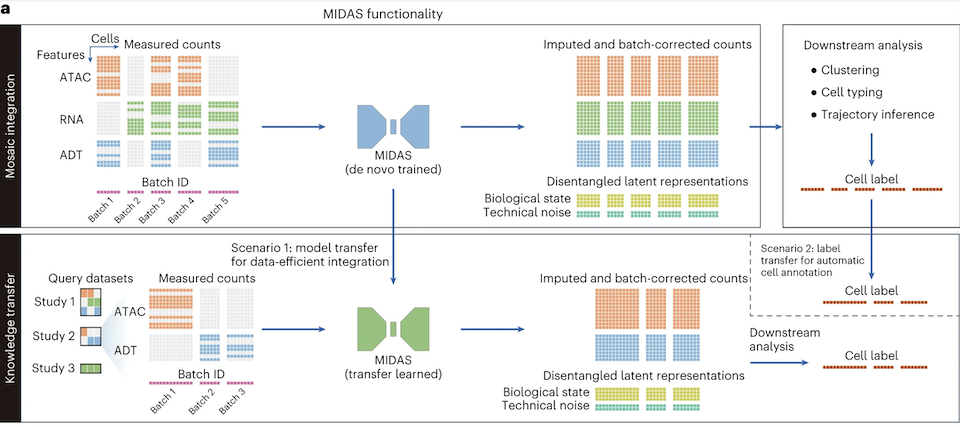 a
MIDAS functionality
Mosaic integration
Cells
Features
Measured counts
ATAC
RNA
ADT
Batch ID
Batch 1
Batch 2
Batch 3
Batch 4
Batch 5
MIDAS
(de novo trained)
Imputed and batch-corrected counts
Disentangled latent representations
Biological state
Technical noise
Downstream analysis
● Clustering
● Cell typing
● Trajectory inference
Cell label
Knowledge transfer
Scenario 1: model transfer
for data-efficient integration
Query datasets
Study 1
Study 2
Study 3
Measured counts
ATAC
ADT
Batch ID
Batch 1
Batch 2
Batch 3
MIDAS
(transfer learned)
Imputed and batch-corrected counts
Disentangled latent representations
Biological state
Technical noise
Scenario 2: label
transfer for automatic
cell annotation
Cell label
Downstream
analysis
Cell label